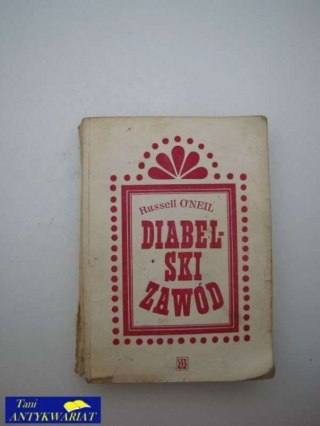 Russell O'NEIL
DIABEL-
SKI
ZAWÓD
Tani
ANTYKWARIAT